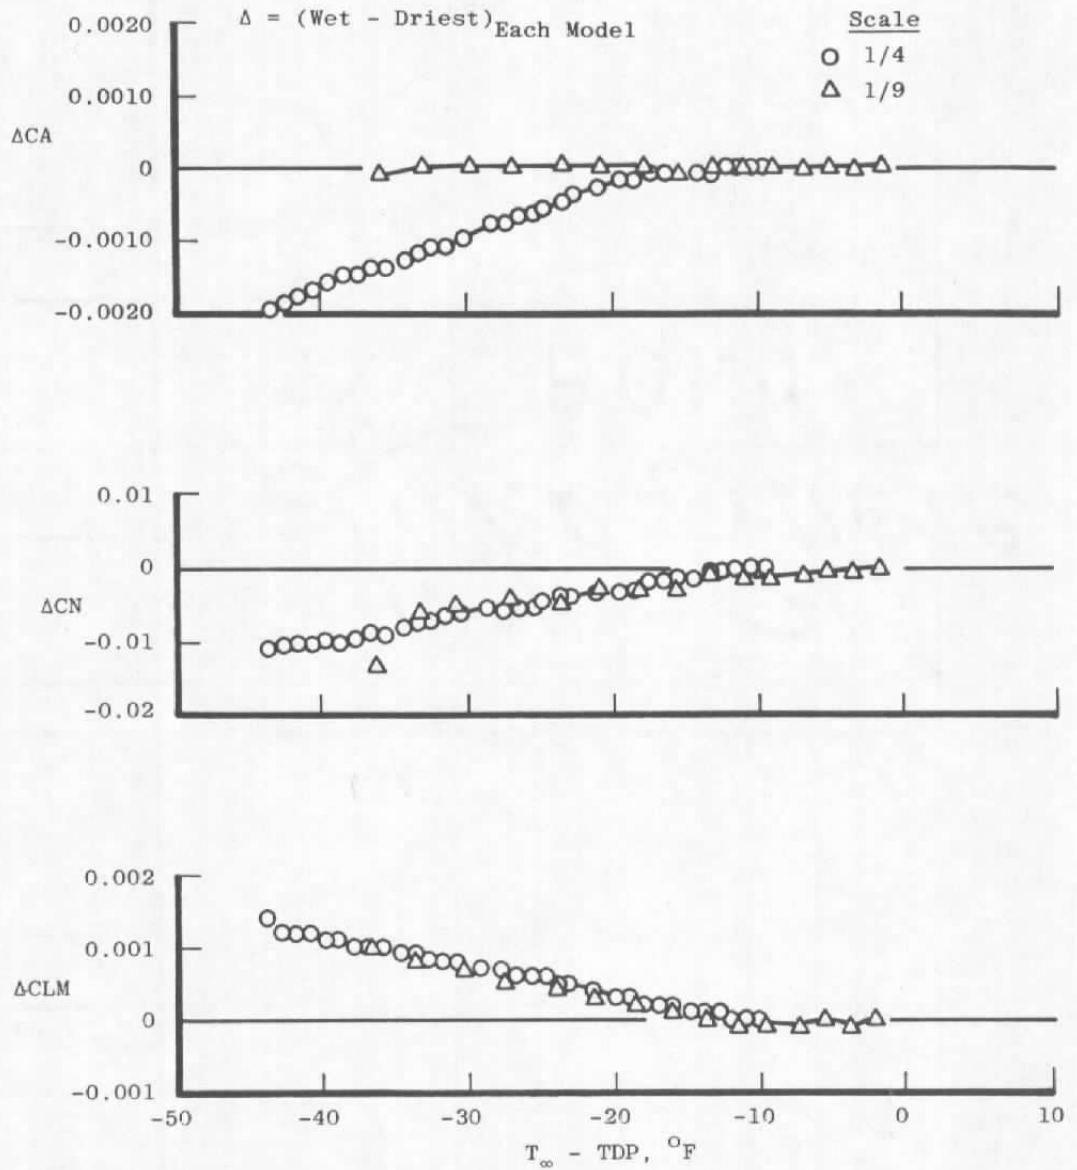 Δ = (Wet - Driest)Each Model
Scale
○ 1/4
△ 1/9
0.0020
0.0010
ΔCA
0
-0.0010
-0.0020
0.01
0
ΔCN
-0.01
-0.02
0.002
0.001
ΔCLM
0
-0.001
-50 -40 -30 -20 -10 0 10
T∞ - TDP, °F